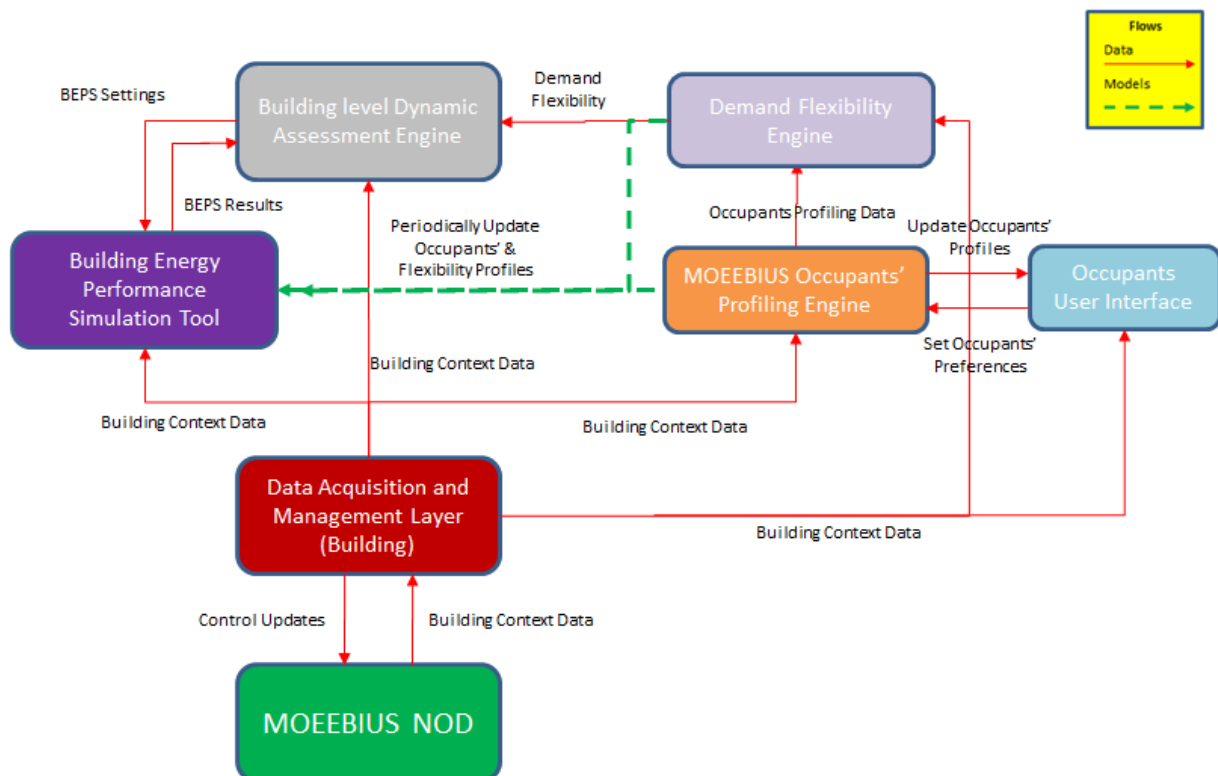 Flows
Data
Models
BEPS Settings
Building level Dynamic
Assessment Engine
Demand
Flexibility
Demand Flexibility
Engine
BEPS Results
Periodically Update
Occupants' &
Flexibility Profiles
Occupants Profiling Data
Update Occupants'
Profiles
Building Energy
Performance
Simulation Tool
MOEEBIUS Occupants'
Profiling Engine
Occupants
User Interface
Set Occupants'
Preferences
Building Context Data
Building Context Data
Building Context Data
Data Acquisition and
Management Layer
(Building)
Building Context Data
Control Updates
Building Context Data
MOEEBIUS NOD